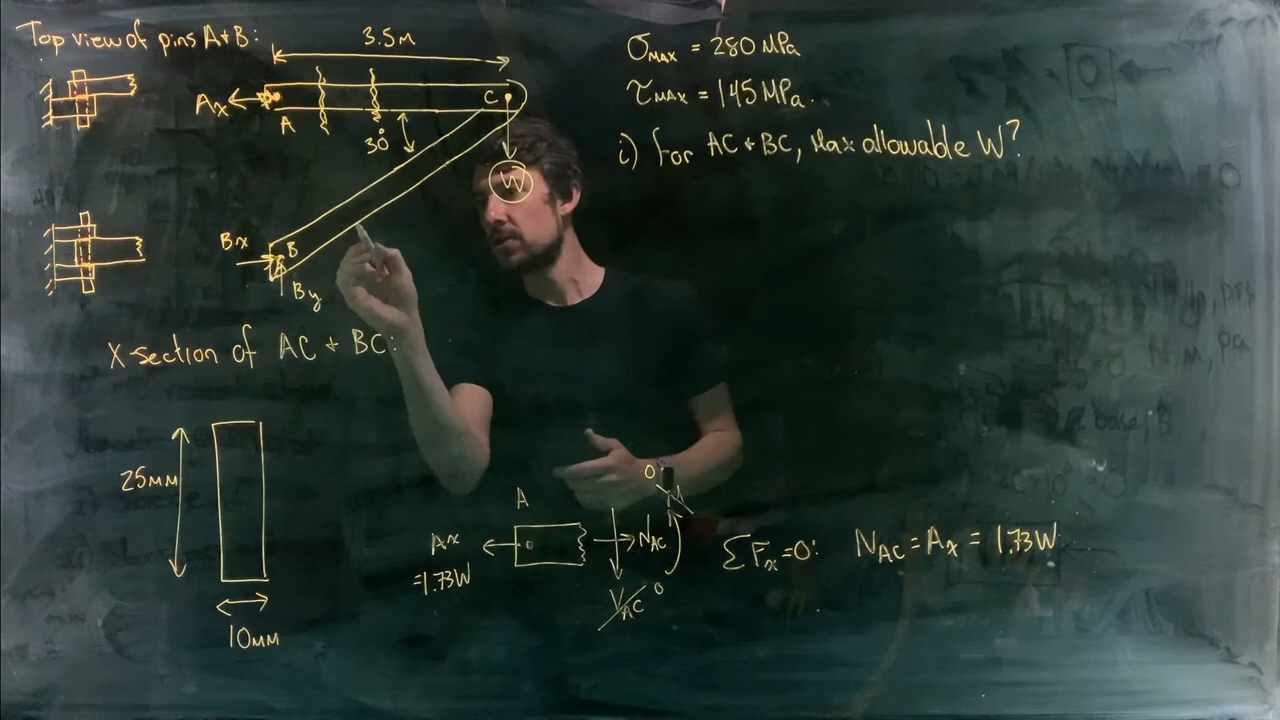 Top view of pins A+B:
3.5m
Ax
A
C
30°
W
Bx
B
By
σMAX = 280 MPa
τMAX = 145 MPa.
i) for AC + BC, Max allowable W?
X-section of AC + BC:
25mm
10mm
A
Ax
=1.73W
NAC
VAC
0
0
M
ΣFx=0:
NAC = Ax = 1.73W